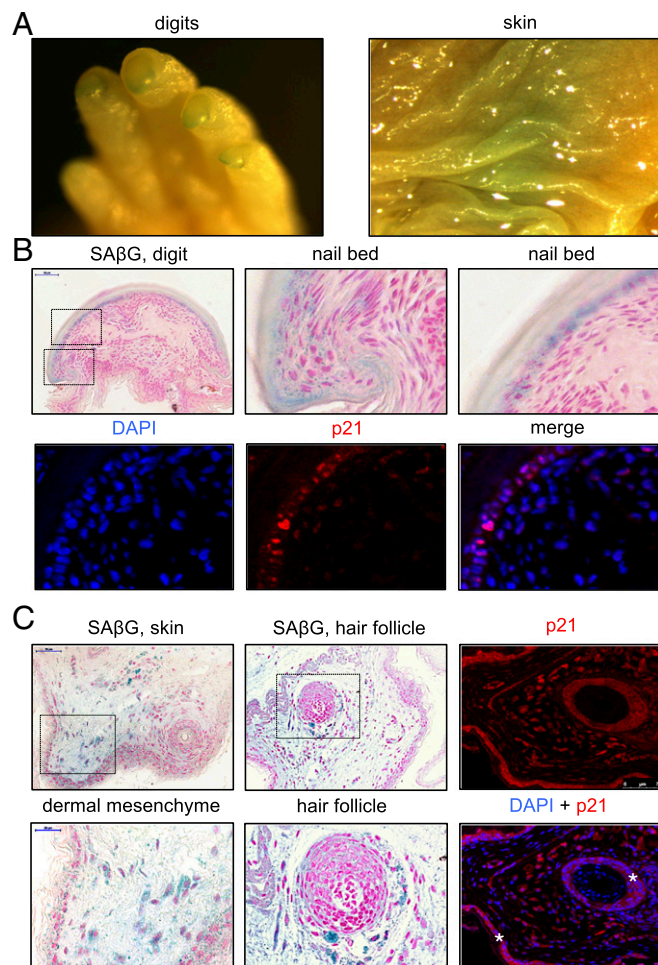 A
digits
skin
B
SAβG, digit
nail bed
nail bed
DAPI
p21
merge
C
SAβG, skin
SAβG, hair follicle
p21
dermal mesenchyme
hair follicle
DAPI + p21
*
*